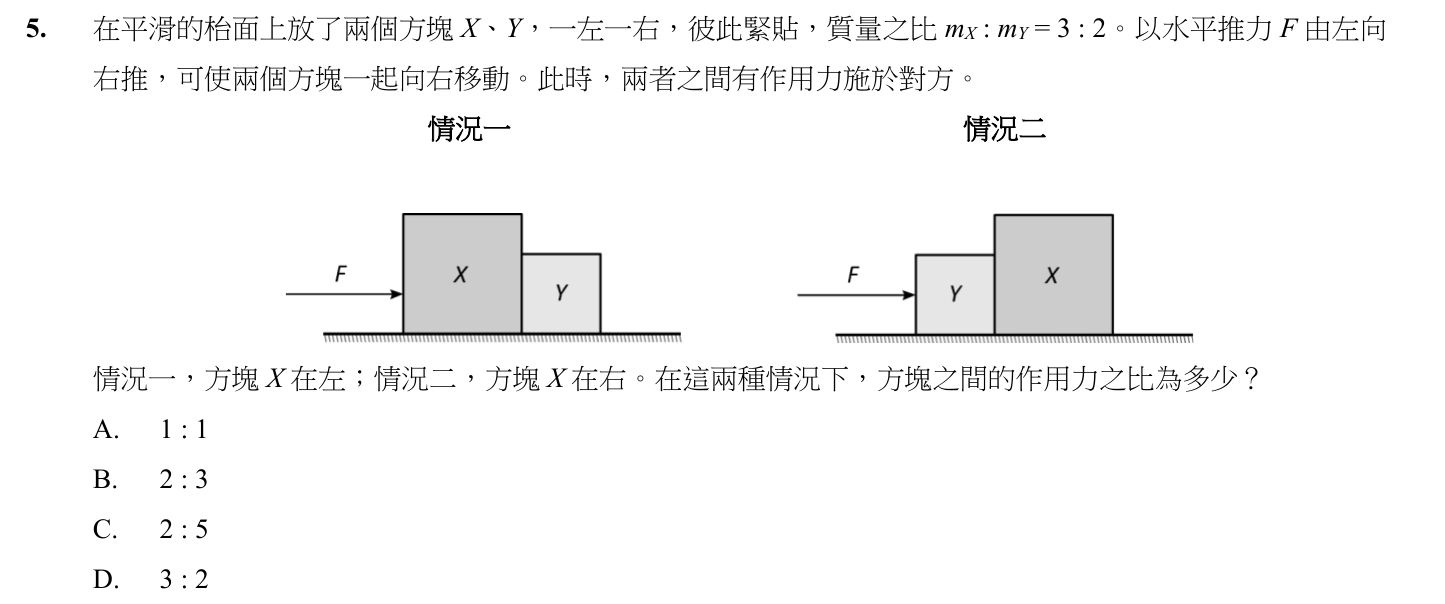 5. 在平滑的枱面上放了兩個方塊 X、Y,一左一右,彼此緊貼,質量之比 mX : mY = 3 : 2。以水平推力 F 由左向
右推,可使兩個方塊一起向右移動。此時,兩者之間有作用力施於對方。
情況一 情況二
F X Y F Y X
情況一,方塊 X 在左;情況二,方塊 X 在右。在這兩種情況下,方塊之間的作用力之比為多少?
A. 1 : 1
B. 2 : 3
C. 2 : 5
D. 3 : 2